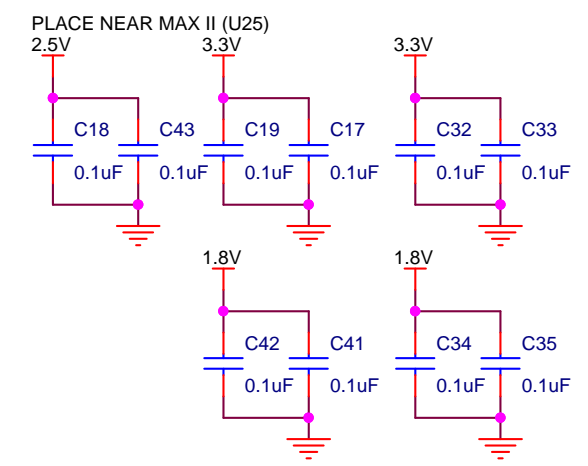 PLACE NEAR MAX II (U25)
2.5V 3.3V 3.3V
C18 C43 C19 C17 C32 C33
0.1uF 0.1uF 0.1uF 0.1uF 0.1uF 0.1uF
1.8V 1.8V
C42 C41 C34 C35
0.1uF 0.1uF 0.1uF 0.1uF